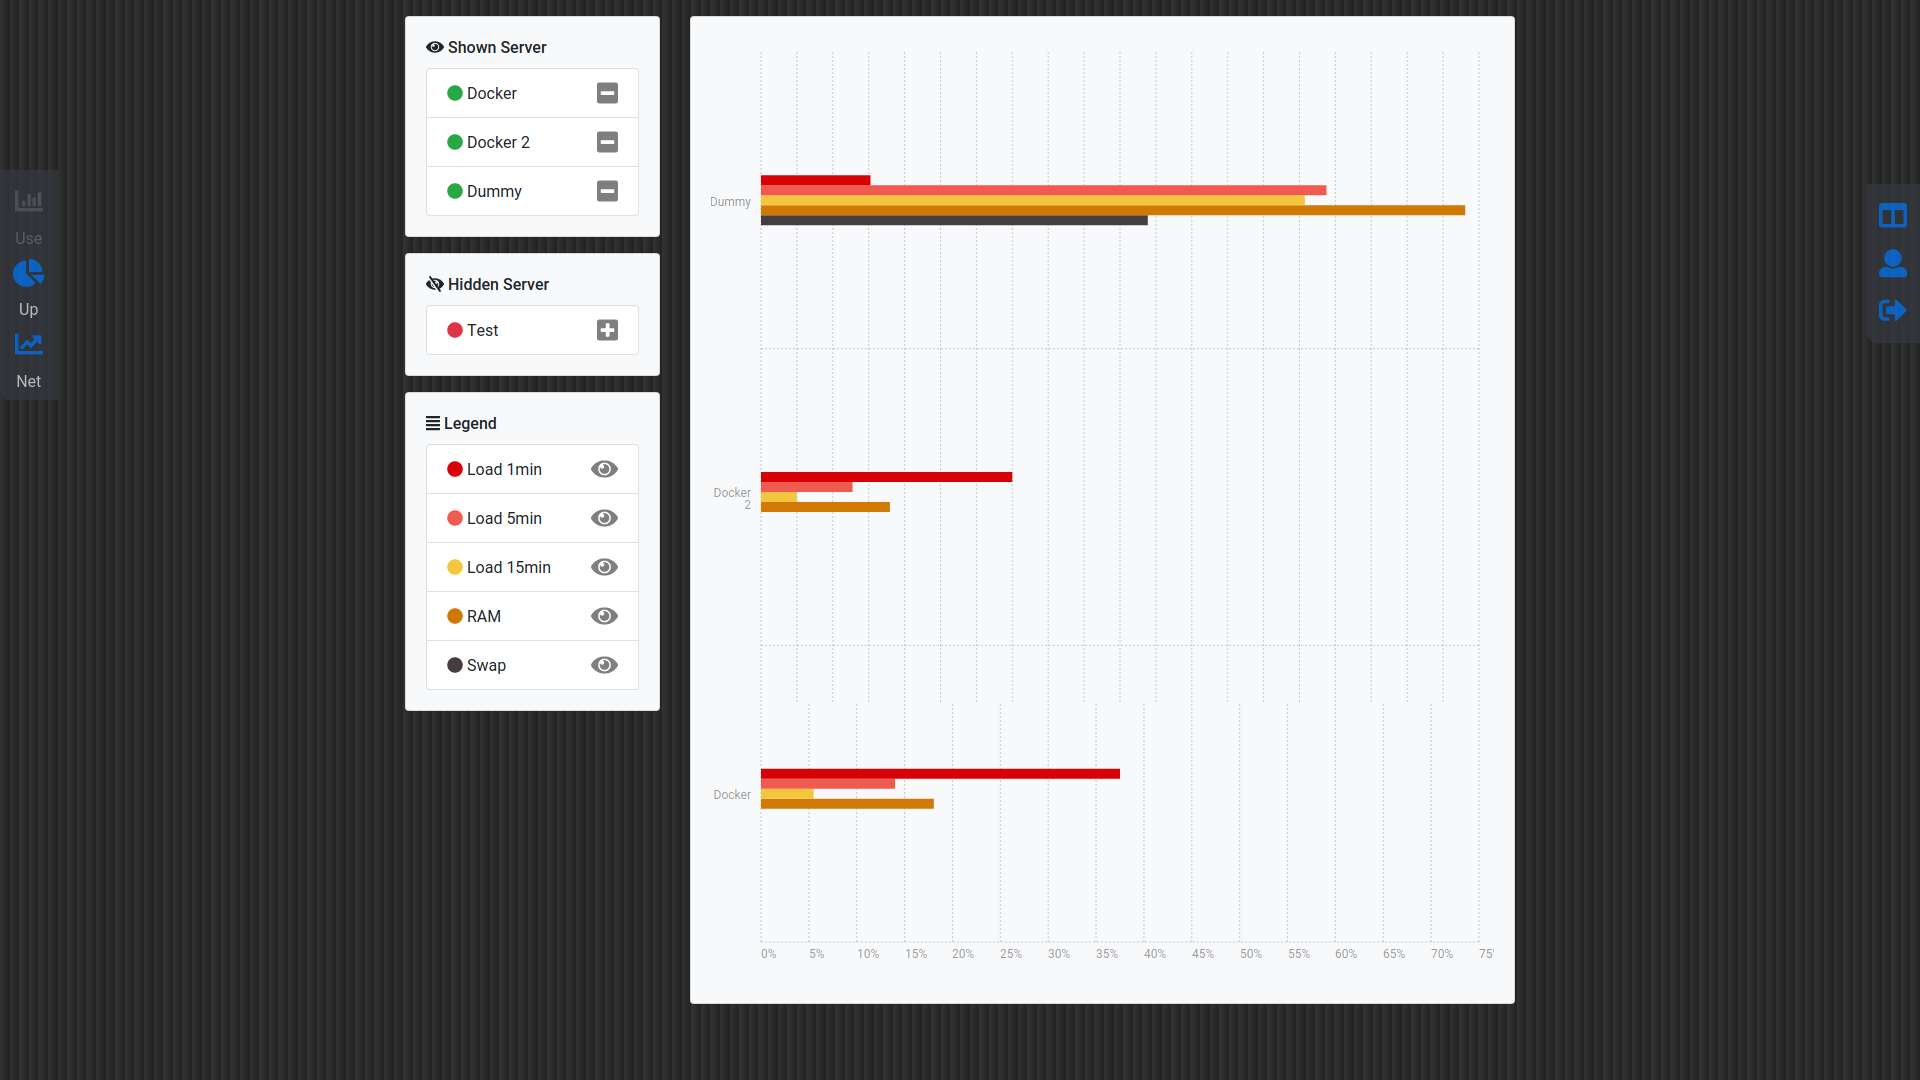 Use
Up
Net
Shown Server
Docker
Docker 2
Dummy
Hidden Server
Test
Legend
Load 1min
Load 5min
Load 15min
RAM
Swap
Dummy
Docker
2
Docker
0% 5% 10% 15% 20% 25% 30% 35% 40% 45% 50% 55% 60% 65% 70% 75